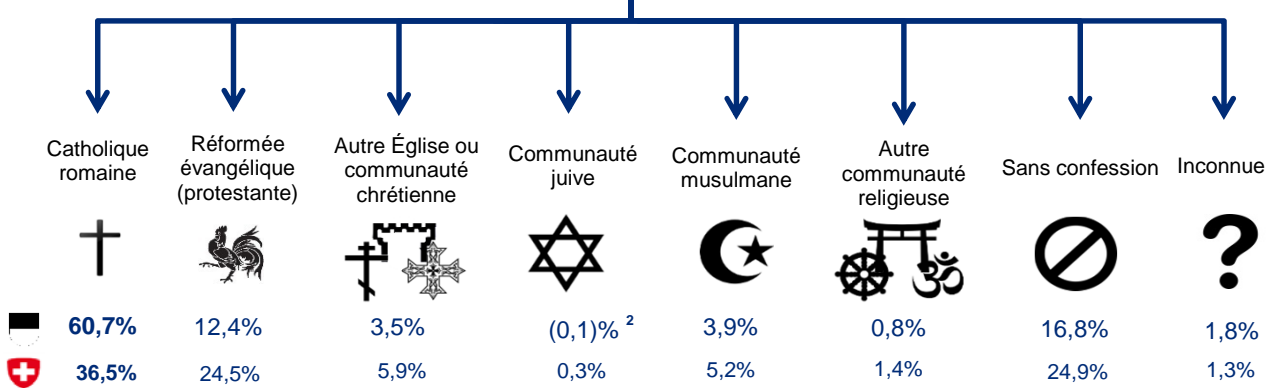 Catholique
romaine
Réformée
évangélique
(protestante)
Autre Église ou
communauté
chrétienne
Communauté
juive
Communauté
musulmane
Autre
communauté
religieuse
Sans confession
Inconnue
?
60,7% 12,4% 3,5% (0,1)% ² 3,9% 0,8% 16,8% 1,8%
36,5% 24,5% 5,9% 0,3% 5,2% 1,4% 24,9% 1,3%